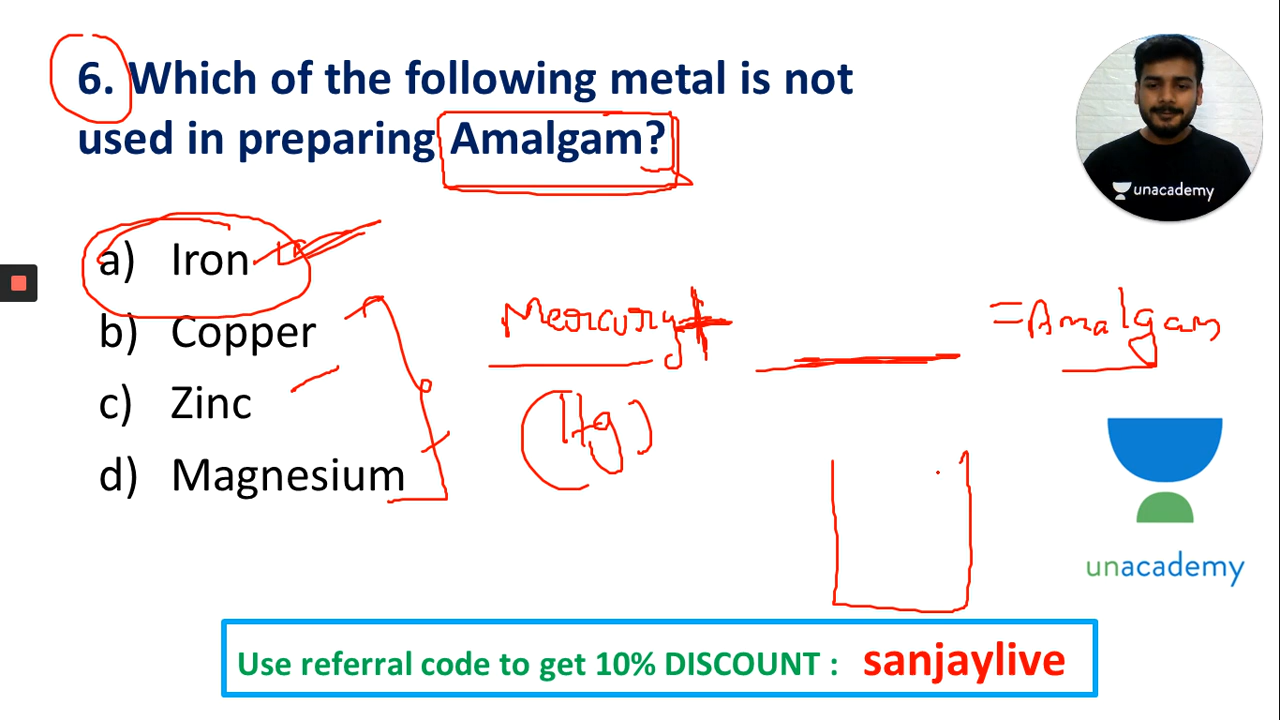 6. Which of the following metal is not
used in preparing Amalgam?
unacademy
a) Iron
b) Copper
c) Zinc
d) Magnesium
Mercury + = Amalgam
(Hg)
unacademy
Use referral code to get 10% DISCOUNT : sanjaylive